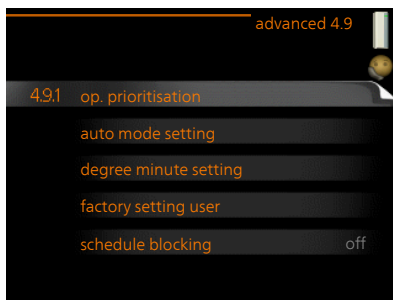 advanced 4.9
4.9.1 op. prioritisation
auto mode setting
degree minute setting
factory setting user
schedule blocking off